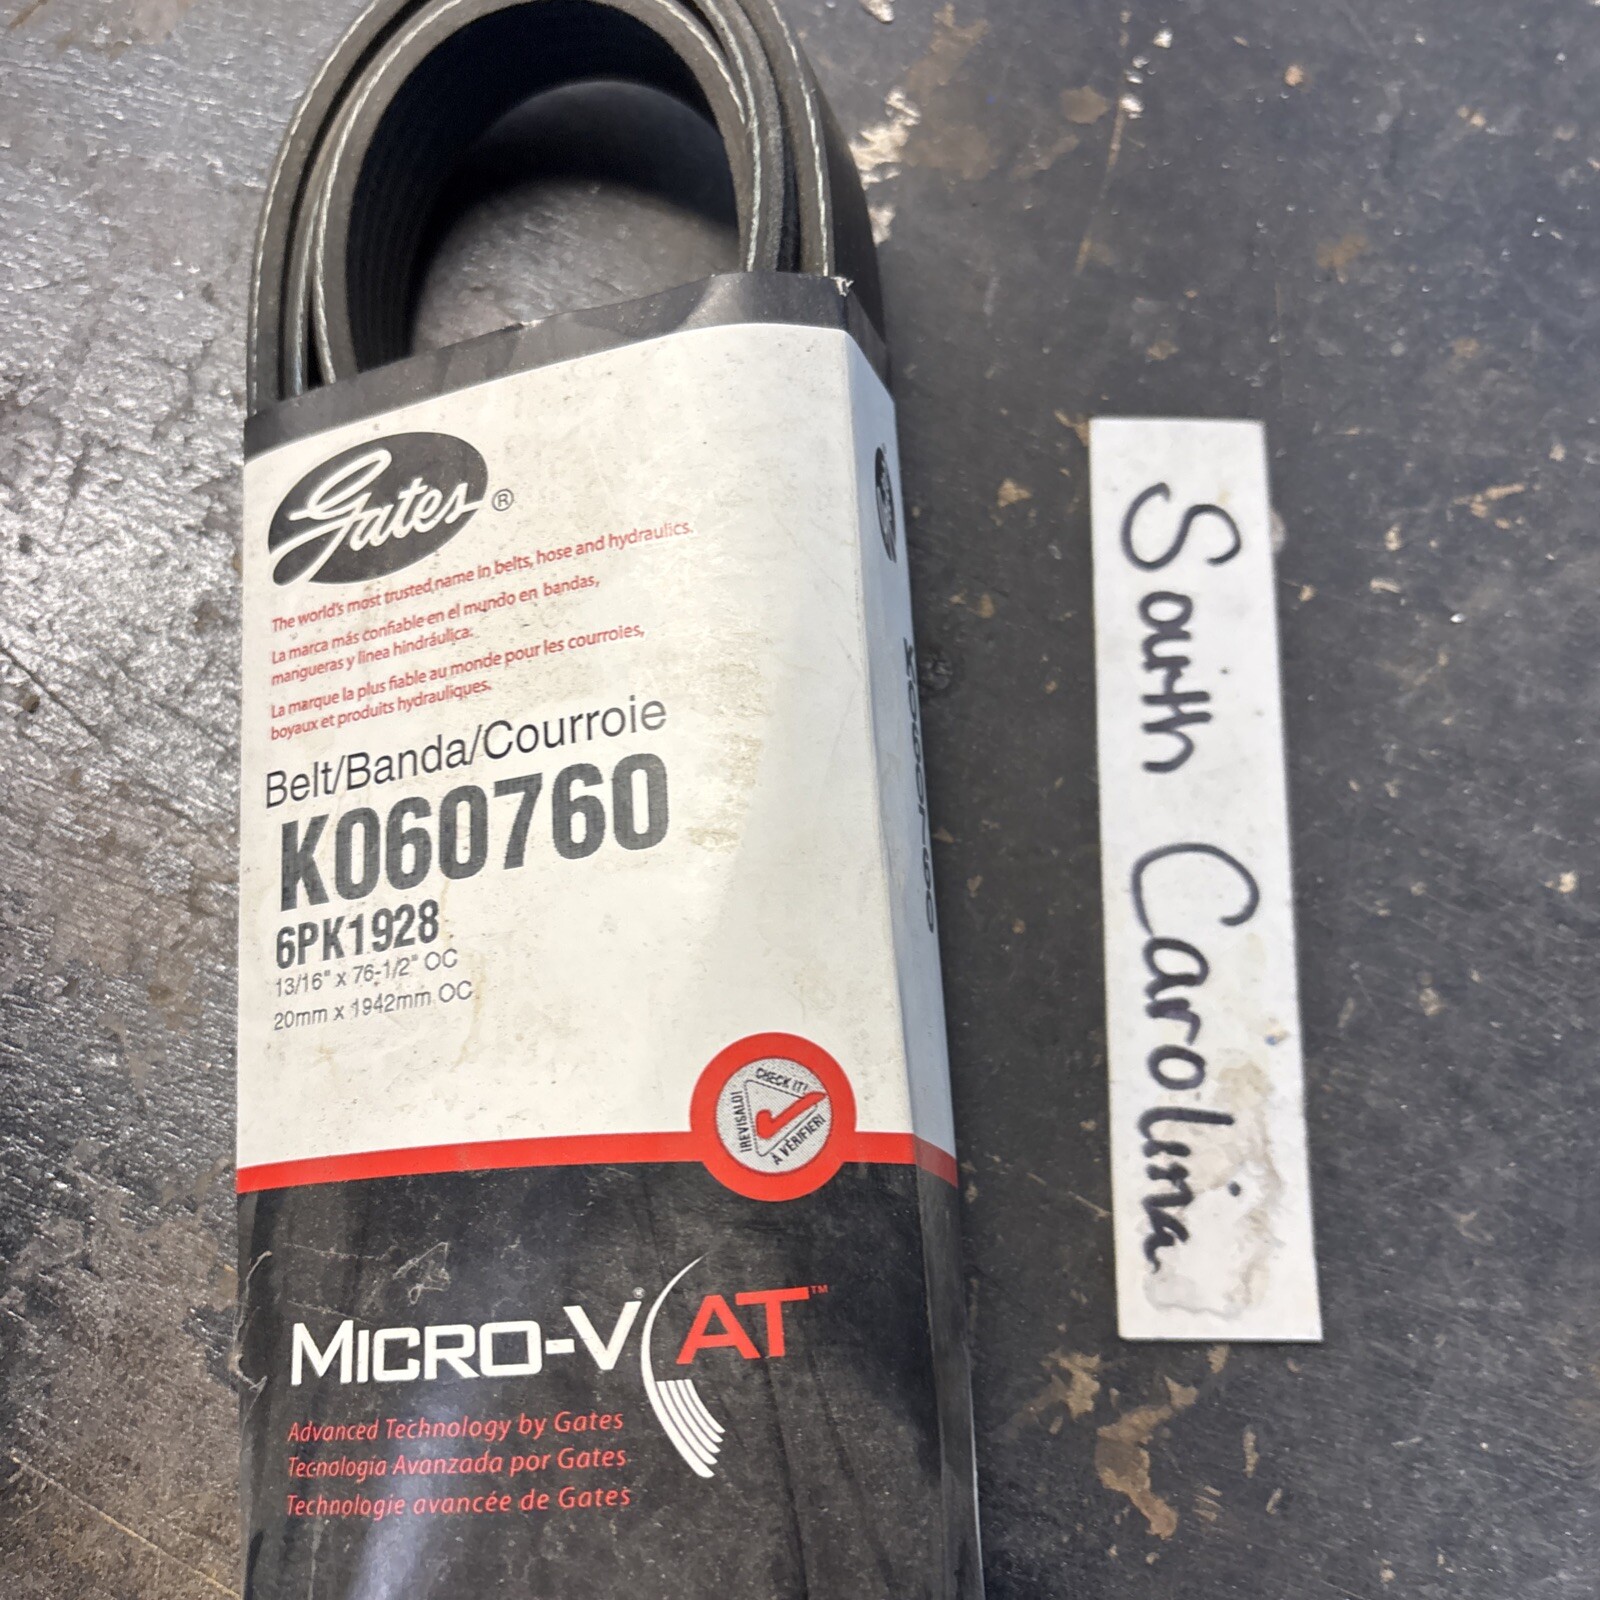 Gates®
The world's most trusted name in belts, hose and hydraulics.
La marca más confiable en el mundo en bandas,
mangueras y línea hindráulica.
La marque la plus fiable au monde pour les courroies,
boyaux et produits hydrauliques.
Belt/Banda/Courroie
K060760
6PK1928
13/16" x 76-1/2" OC
20mm x 1942mm OC
CHECK IT!
¡REVISALO!
À VÉRIFIER!
MICRO-V® AT™
Advanced Technology by Gates
Tecnología Avanzada por Gates
Technologie avancée de Gates
K060760
South Carolina